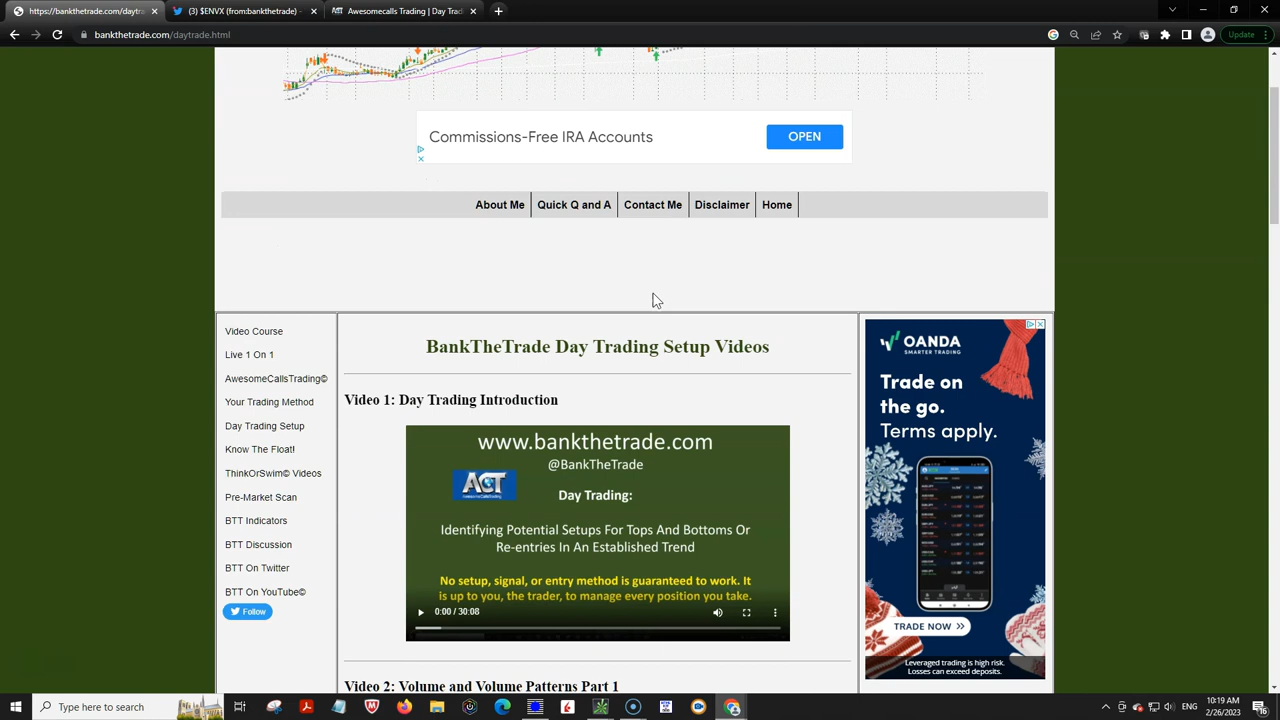 https://bankthetrade.com/daytra
(3) $ENVX (from bankthetrade)
AwesomeCallsTrading (Trading Day
bankthetrade.com/daytrade.html
Update
Commissions-Free IRA Accounts
OPEN
About Me
Quick Q and A
Contact Me
Disclaimer
Home
Video Course
Live 1 On 1
AwesomeCallsTrading©
Your Trading Method
Day Trading Setup
Know The Float!
ThinkOrSwim© Videos
Pre-Market Scan
BTT Indicators
BTT Discussion
BTT On Twitter
BTT On YouTube©
Follow
BankTheTrade Day Trading Setup Videos
Video 1: Day Trading Introduction
www.bankthetrade.com
@BankTheTrade
ACT
Day Trading:
Identifying Potential Setups For Tops And Bottoms Or
Re-entries In An Established Trend
No setup, signal, or entry method is guaranteed to work. It
is up to you, the trader, to manage every position you take.
0:00 / 30:08
Video 2: Volume and Volume Patterns Part 1
OANDA
SMARTER TRADING
Trade on
the go.
Terms apply.
TRADE NOW
Leveraged trading is high risk.
Losses can exceed deposits.
Type here to search
10:19 AM
2/26/2023